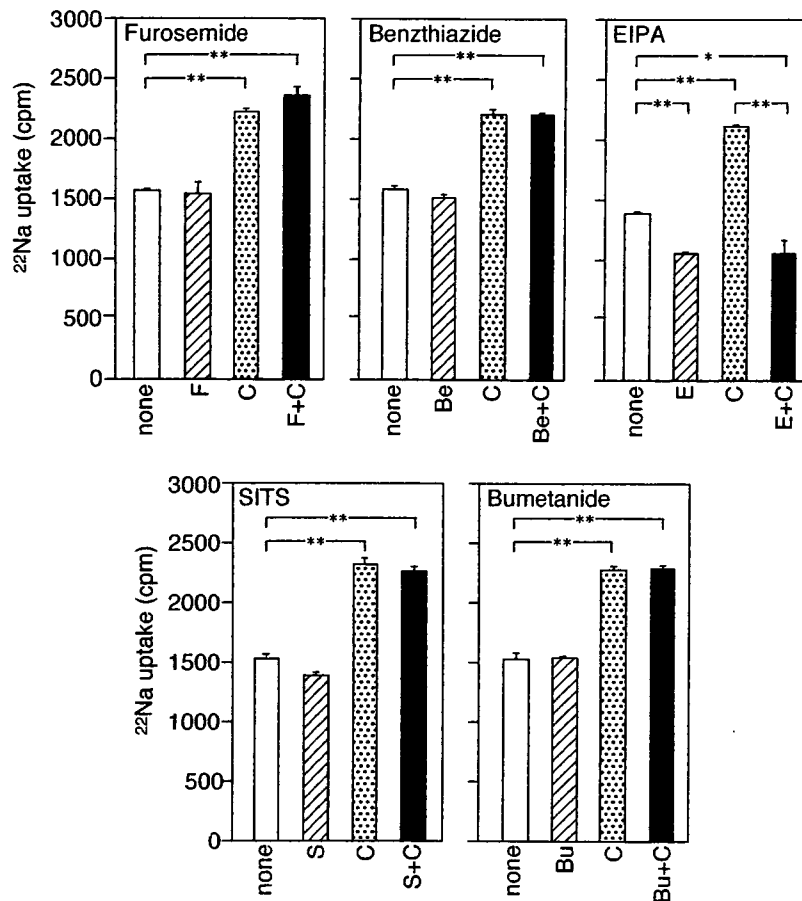 Furosemide
Benzthiazide
EIPA
** ** *
** ** **
** **
3000
2500
2000
1500
1000
500
0
22Na uptake (cpm)
none F C F+C
none Be C Be+C
none E C E+C
SITS
Bumetanide
** **
** **
3000
2500
2000
1500
1000
500
0
22Na uptake (cpm)
none S C S+C
none Bu C Bu+C